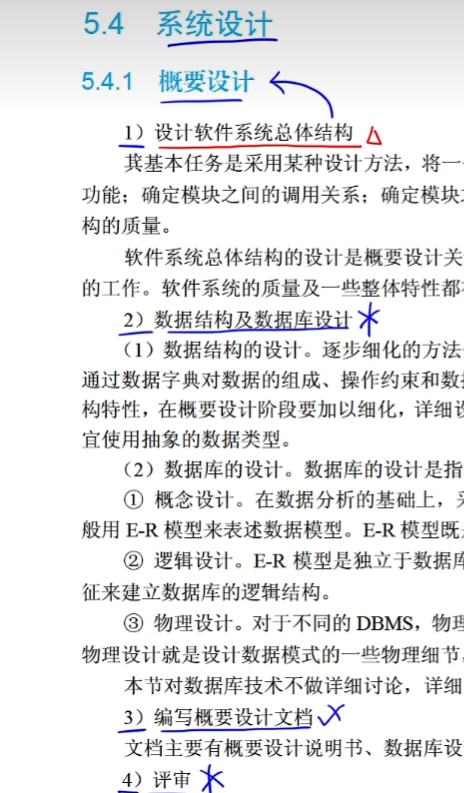 5.4 系统设计
5.4.1 概要设计
1）设计软件系统总体结构
其基本任务是采用某种设计方法，将一
功能；确定模块之间的调用关系；确定模块
构的质量。
软件系统总体结构的设计是概要设计关
的工作。软件系统的质量及一些整体特性都
2）数据结构及数据库设计
（1）数据结构的设计。逐步细化的方法
通过数据字典对数据的组成、操作约束和数
构特性，在概要设计阶段要加以细化，详细设
宜使用抽象的数据类型。
（2）数据库的设计。数据库的设计是指
① 概念设计。在数据分析的基础上，
般用 E-R 模型来表述数据模型。E-R 模型既
② 逻辑设计。E-R 模型是独立于数据库
征来建立数据库的逻辑结构。
③ 物理设计。对于不同的 DBMS，物理
物理设计就是设计数据模式的一些物理细节，
本节对数据库技术不做详细讨论，详细
3）编写概要设计文档
文档主要有概要设计说明书、数据库设
4）评审